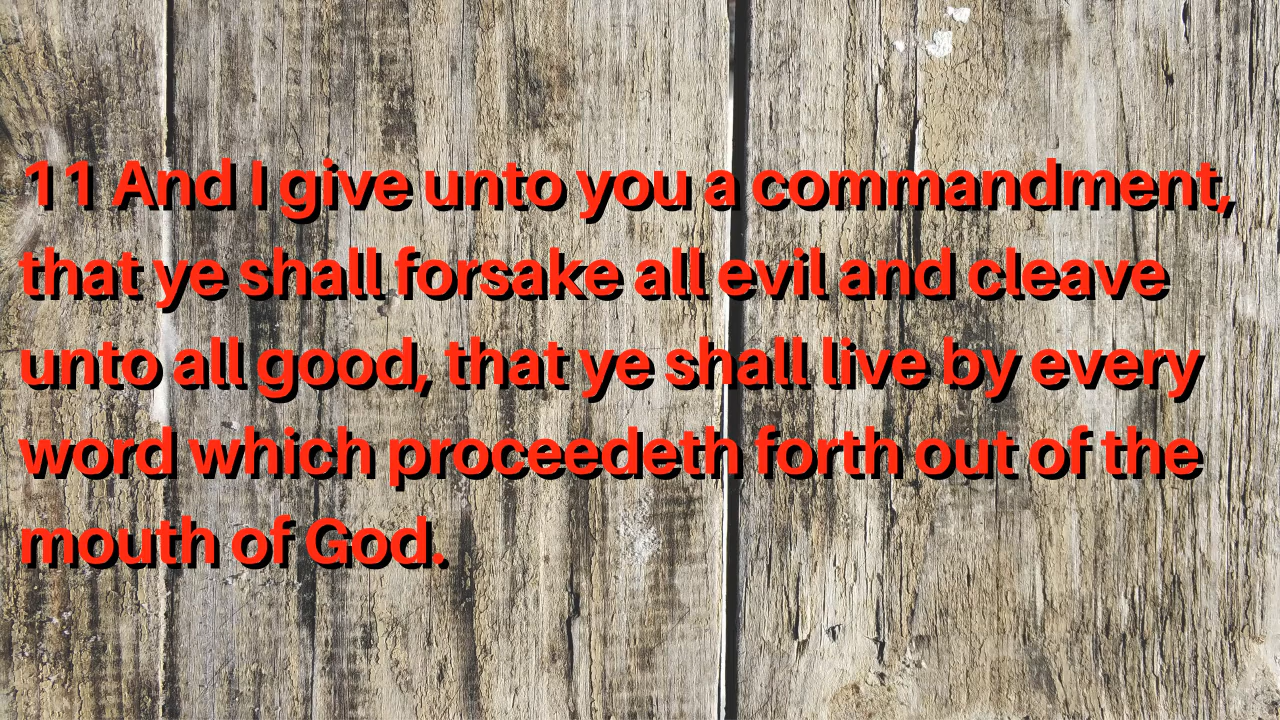 11 And I give unto you a commandment,
that ye shall forsake all evil and cleave
unto all good, that ye shall live by every
word which proceedeth forth out of the
mouth of God.